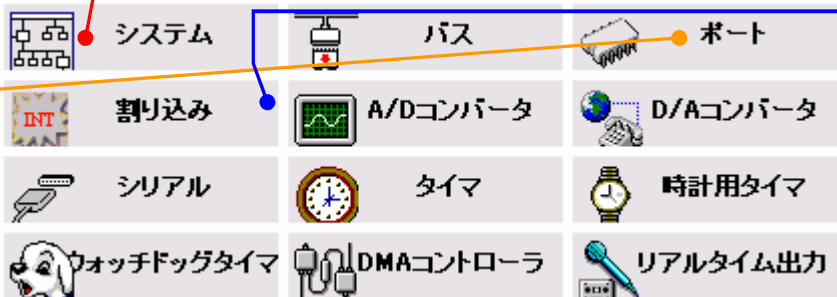 システム
バス
ポート
INT
割り込み
A/Dコンバータ
D/Aコンバータ
シリアル
タイマ
時計用タイマ
ウォッチドッグタイマ
DMAコントローラ
リアルタイム出力